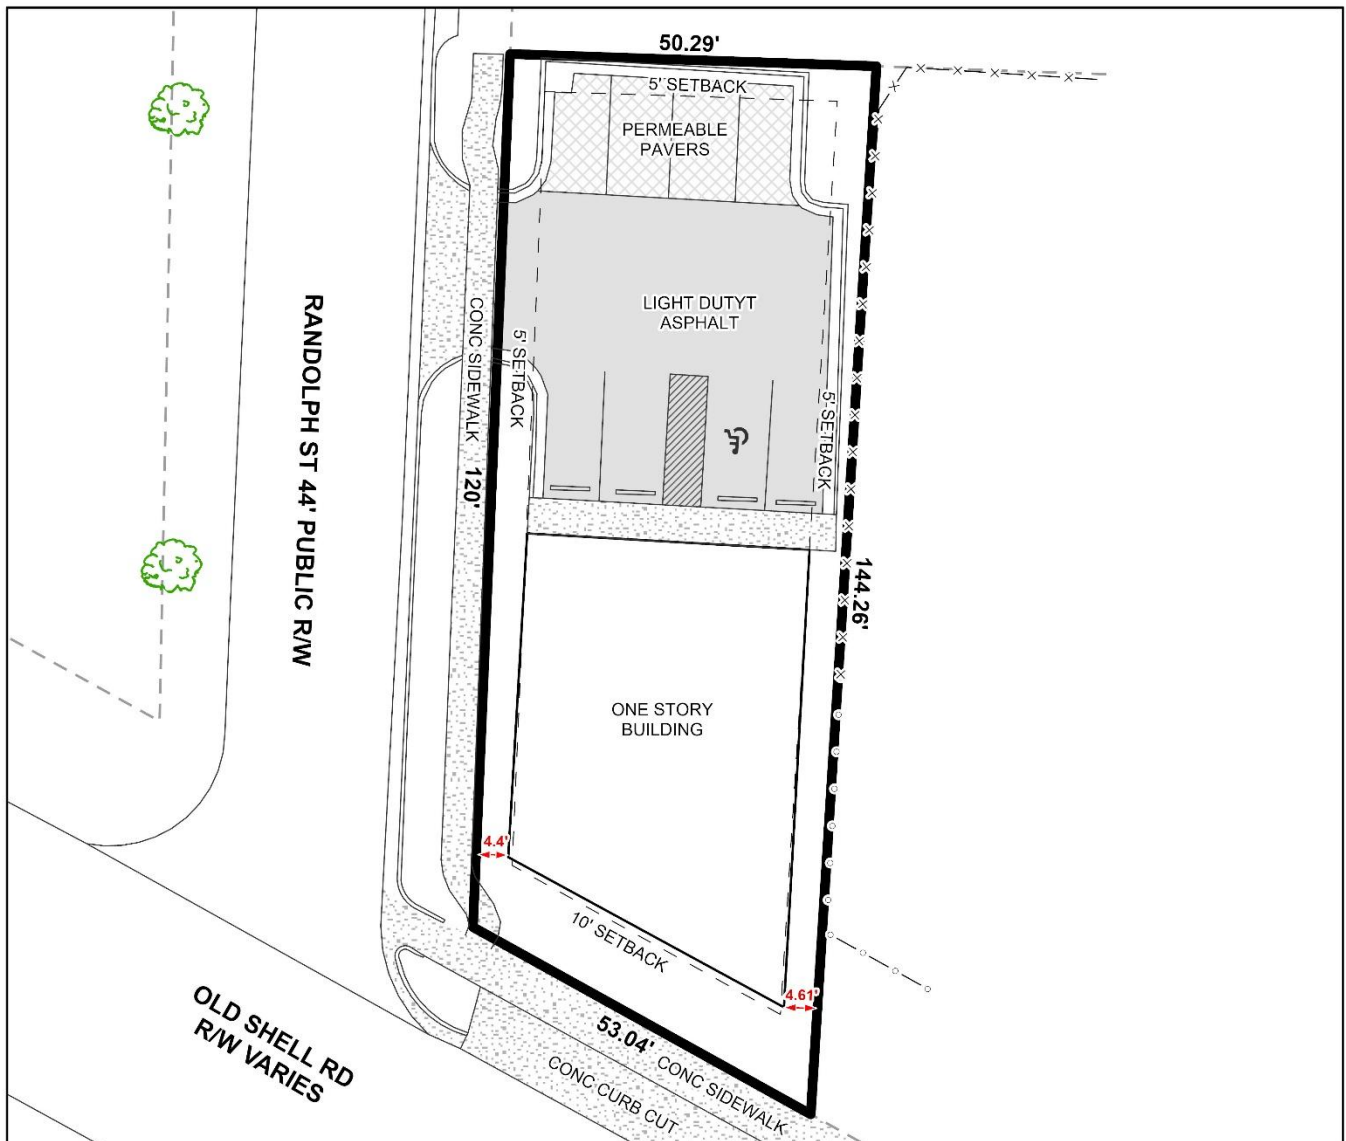 50.29'
5' SETBACK
PERMEABLE
PAVERS
LIGHT DUTYT
ASPHALT
RANDOLPH ST 44' PUBLIC R/W
CONC SIDEWALK
5' SETBACK
5' SETBACK
120'
144.26'
ONE STORY
BUILDING
4.4'
10' SETBACK
4.61'
OLD SHELL RD
R/W VARIES
53.04'
CONC SIDEWALK
CONC CURB CUT